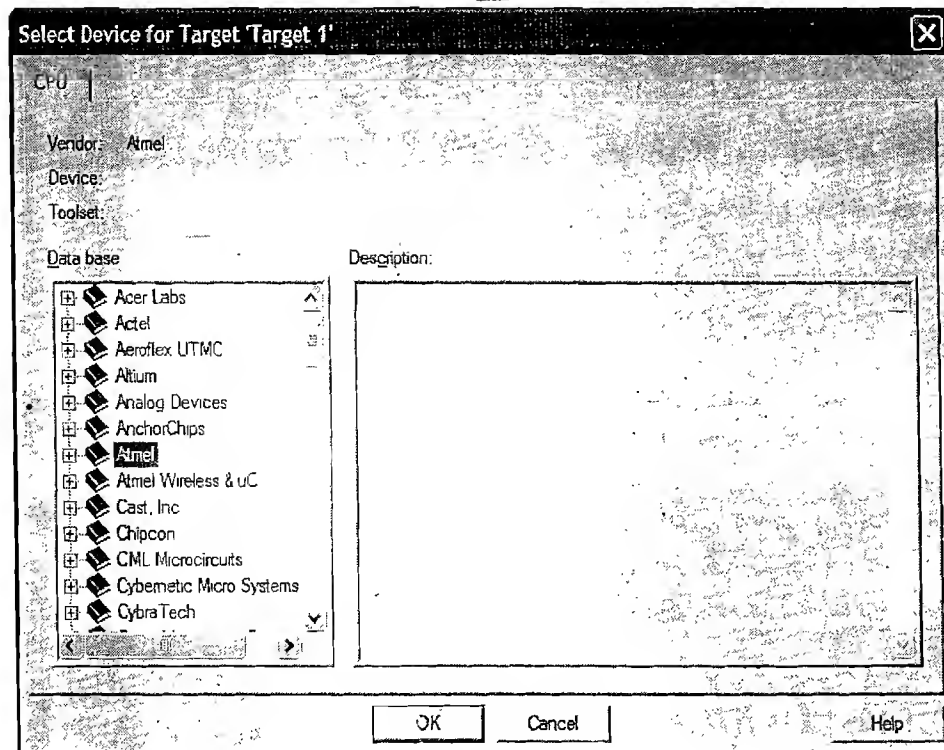 Select Device for Target 'Target 1'
CPU
Vendor: Atmel
Device:
Toolset:
Data base
Description:
Acer Labs
Actel
Aeroflex UTMC
Altium
Analog Devices
AnchorChips
Atmel
Atmel Wireless & uC
Cast, Inc
Chipcon
CML Microcircuits
Cybernetic Micro Systems
CybraTech
OK
Cancel
Help